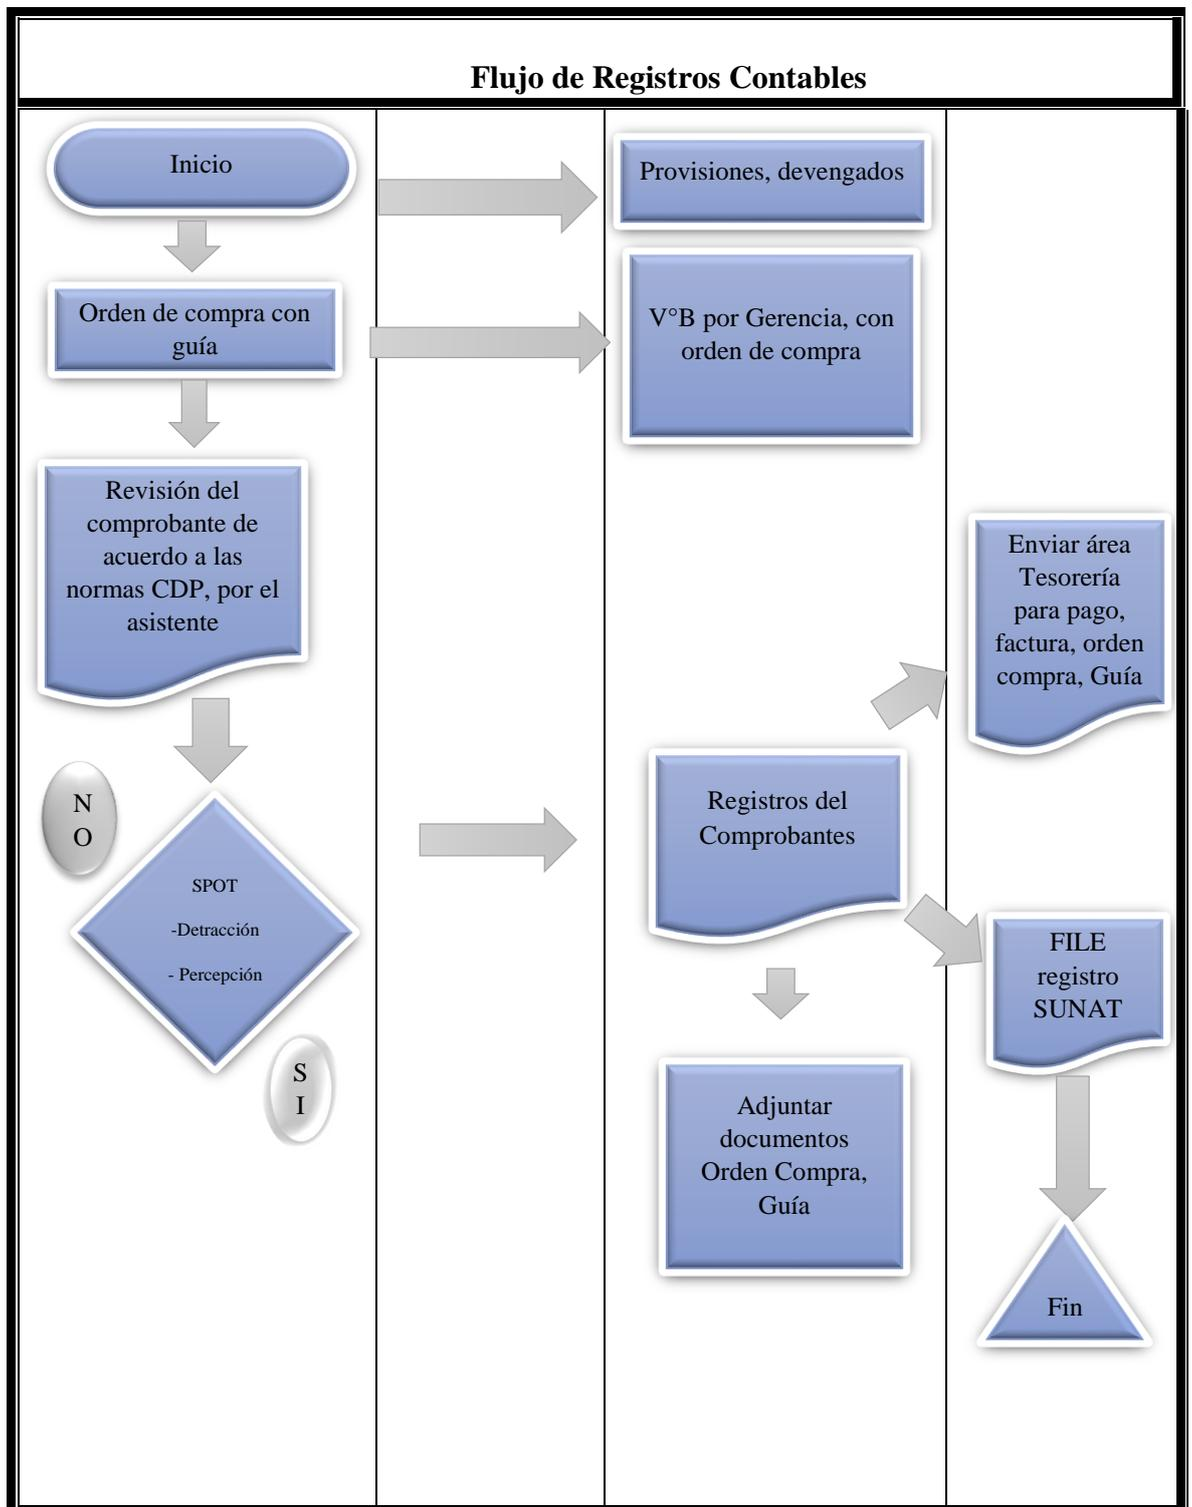 Flujo de Registros Contables
Inicio
Provisiones, devengados
Orden de compra con
guía
V°B por Gerencia, con
orden de compra
Revisión del
comprobante de
acuerdo a las
normas CDP, por el
asistente
Enviar área
Tesorería
para pago,
factura, orden
compra, Guía
N
O
SPOT
-Detracción
- Percepción
S
I
Registros del
Comprobantes
FILE
registro
SUNAT
Adjuntar
documentos
Orden Compra,
Guía
Fin